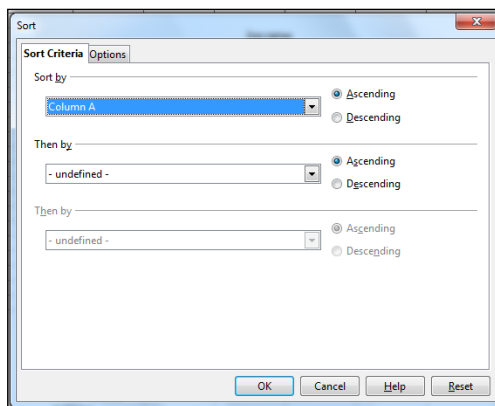 Sort
Sort Criteria Options
Sort by
Column A
Ascending
Descending
Then by
- undefined -
Ascending
Descending
Then by
- undefined -
Ascending
Descending
OK Cancel Help Reset